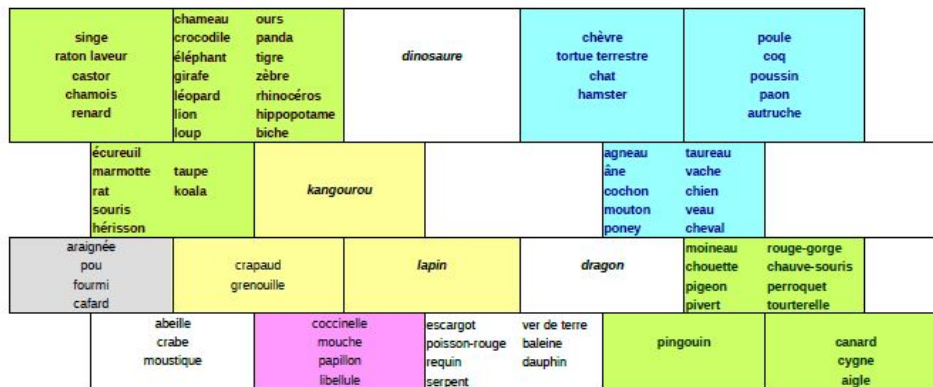 singe
raton laveur
castor
chamois
renard
chameau ours
crocodile panda
éléphant tigre
girafe zèbre
léopard rhinocéros
lion hippopotame
loup biche
dinosaure
chèvre
tortue terrestre
chat
hamster
poule
coq
poussin
paon
autruche
écureuil
marmotte taupe
rat koala
souris
hérisson
kangourou
agneau taureau
âne vache
cochon chien
mouton veau
poney cheval
araignée
pou
fourmi
cafard
crapaud
grenouille
lapin
dragon
moineau rouge-gorge
chouette chauve-souris
pigeon perroquet
pivert tourterelle
abeille
crabe
moustique
coccinelle
mouche
papillon
libellule
escargot ver de terre
poisson-rouge baleine
requin dauphin
serpent
pingouin
canard
cygne
aigle